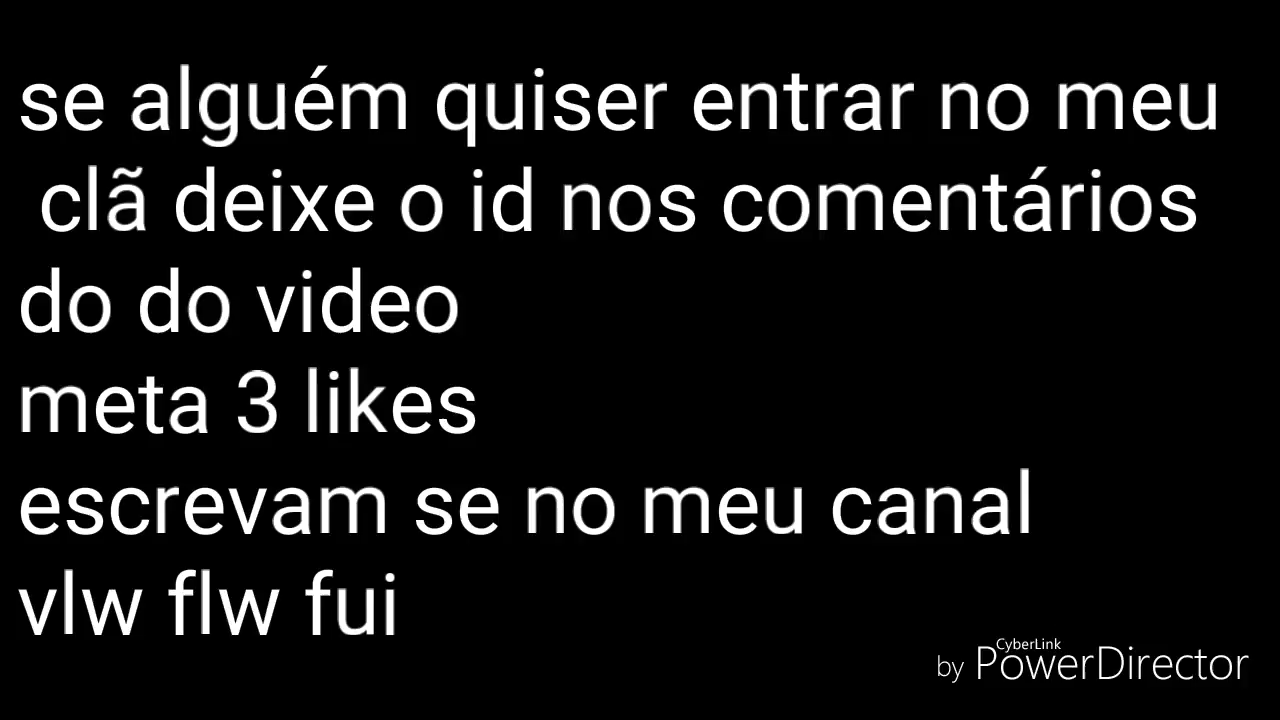 se alguém quiser entrar no meu
clã deixe o id nos comentários
do do video
meta 3 likes
escrevam se no meu canal
vlw flw fui
CyberLink
by PowerDirector